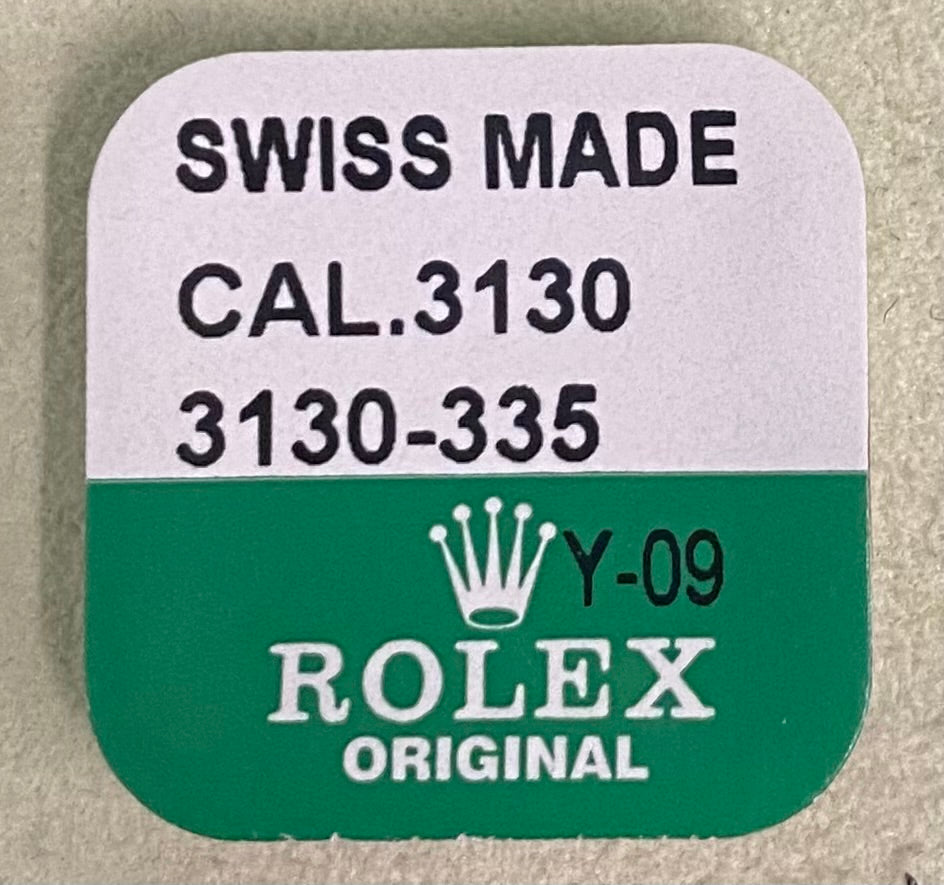 SWISS MADE
CAL.3130
3130-335
Y-09
ROLEX
ORIGINAL